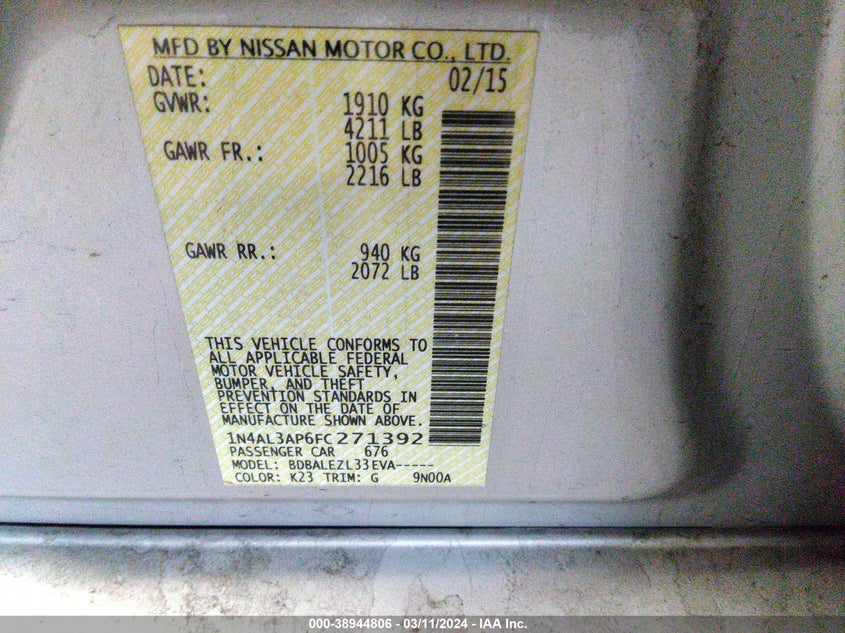 MFD BY NISSAN MOTOR CO., LTD.
DATE: 02/15
GVWR: 1910 KG
4211 LB
GAWR FR.: 1005 KG
2216 LB
GAWR RR.: 940 KG
2072 LB
THIS VEHICLE CONFORMS TO
ALL APPLICABLE FEDERAL
MOTOR VEHICLE SAFETY,
BUMPER, AND THEFT
PREVENTION STANDARDS IN
EFFECT ON THE DATE OF
MANUFACTURE SHOWN ABOVE.
1N4AL3AP6FC271392
PASSENGER CAR 676
MODEL: BDBALEZL33EVA-----
COLOR: K23 TRIM: G 9N00A
000-38944806 — 03/11/2024 — IAA Inc.